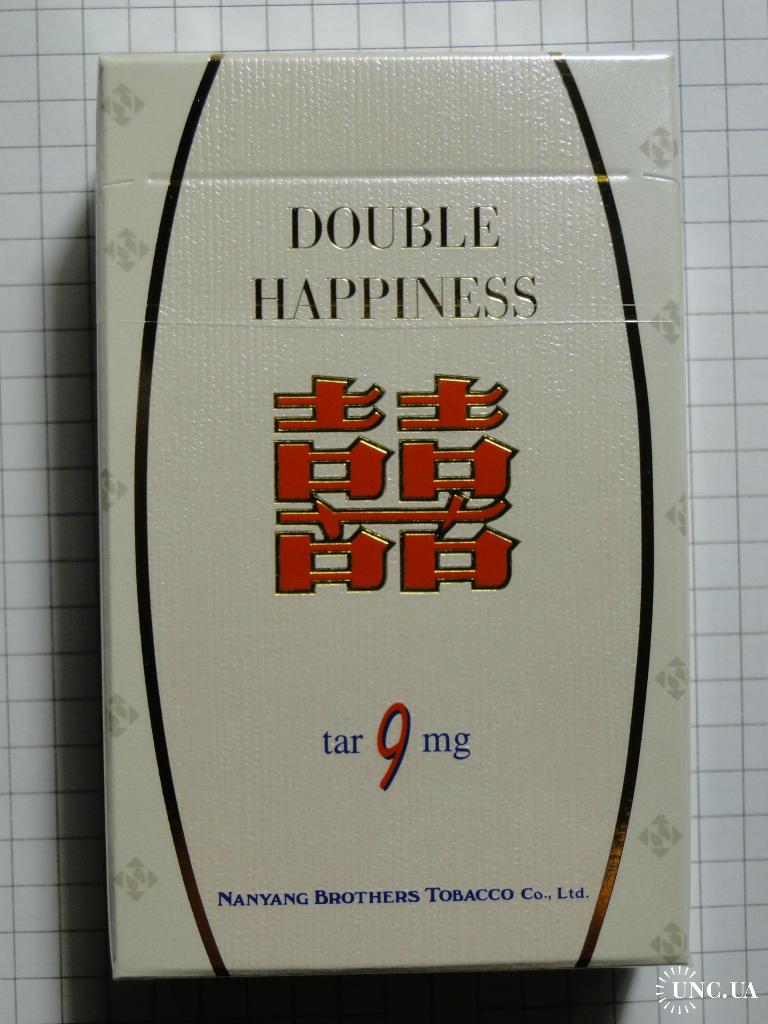 DOUBLE
HAPPINESS
囍
tar 9 mg
NANYANG BROTHERS TOBACCO Co., Ltd.
UNC.UA